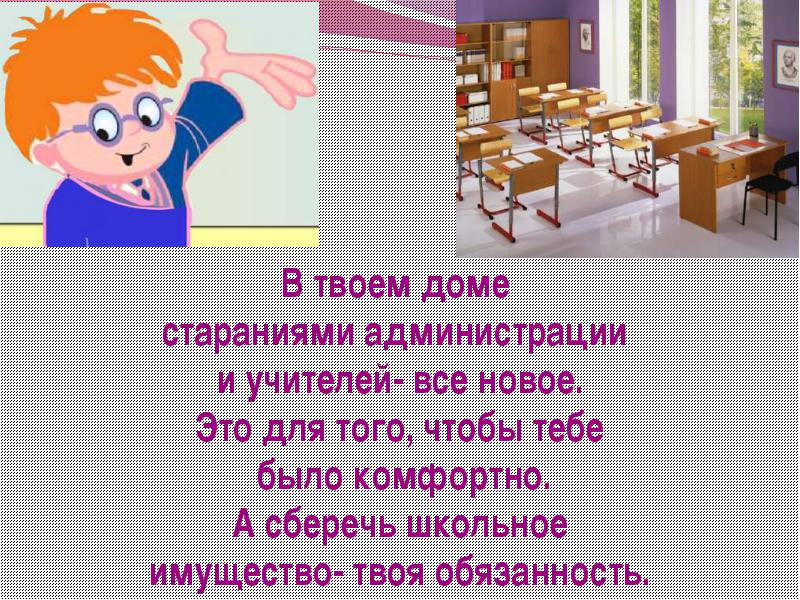 В твоем доме
стараниями администрации
и учителей- все новое.
Это для того, чтобы тебе
было комфортно.
А сберечь школьное
имущество- твоя обязанность.